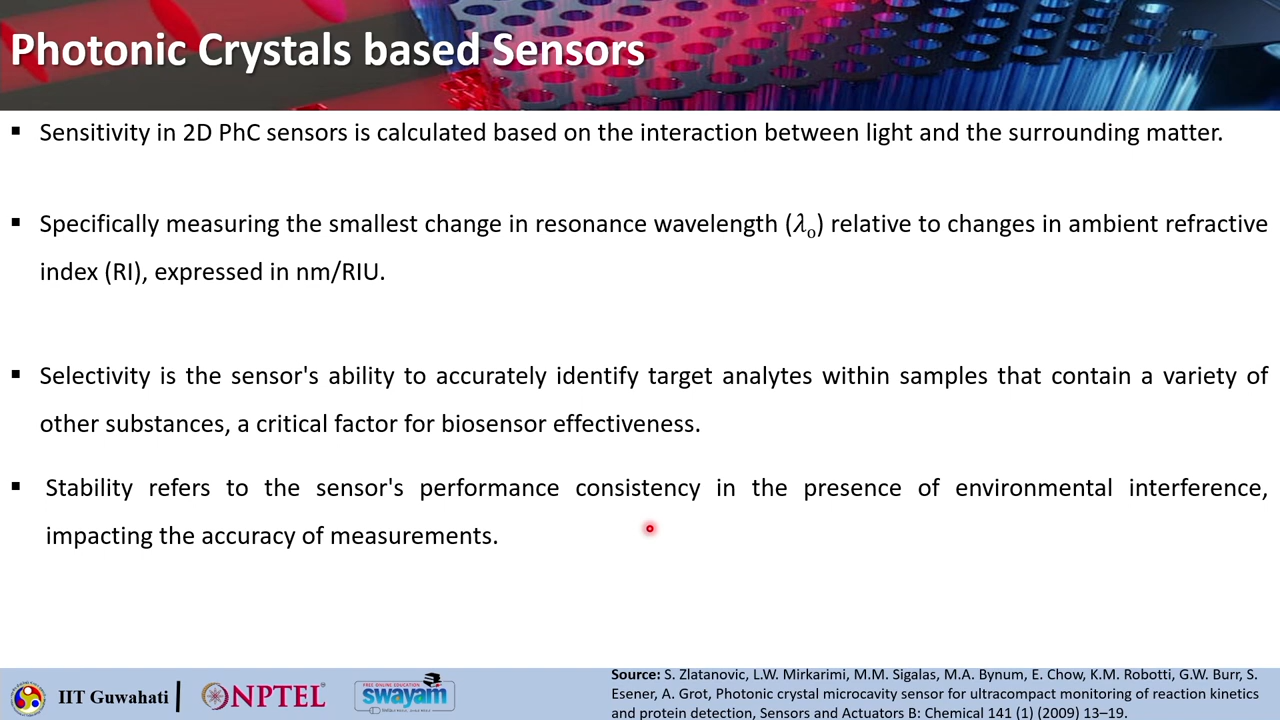 Photonic Crystals based Sensors
▪ Sensitivity in 2D PhC sensors is calculated based on the interaction between light and the surrounding matter.
▪ Specifically measuring the smallest change in resonance wavelength (λₒ) relative to changes in ambient refractive
index (RI), expressed in nm/RIU.
▪ Selectivity is the sensor's ability to accurately identify target analytes within samples that contain a variety of
other substances, a critical factor for biosensor effectiveness.
▪ Stability refers to the sensor's performance consistency in the presence of environmental interference,
impacting the accuracy of measurements.
IIT Guwahati
NPTEL
FREE ONLINE EDUCATION
swayam
Source: S. Zlatanovic, L.W. Mirkarimi, M.M. Sigalas, M.A. Bynum, E. Chow, K.M. Robotti, G.W. Burr, S.
Esener, A. Grot, Photonic crystal microcavity sensor for ultracompact monitoring of reaction kinetics
and protein detection, Sensors and Actuators B: Chemical 141 (1) (2009) 13–19.